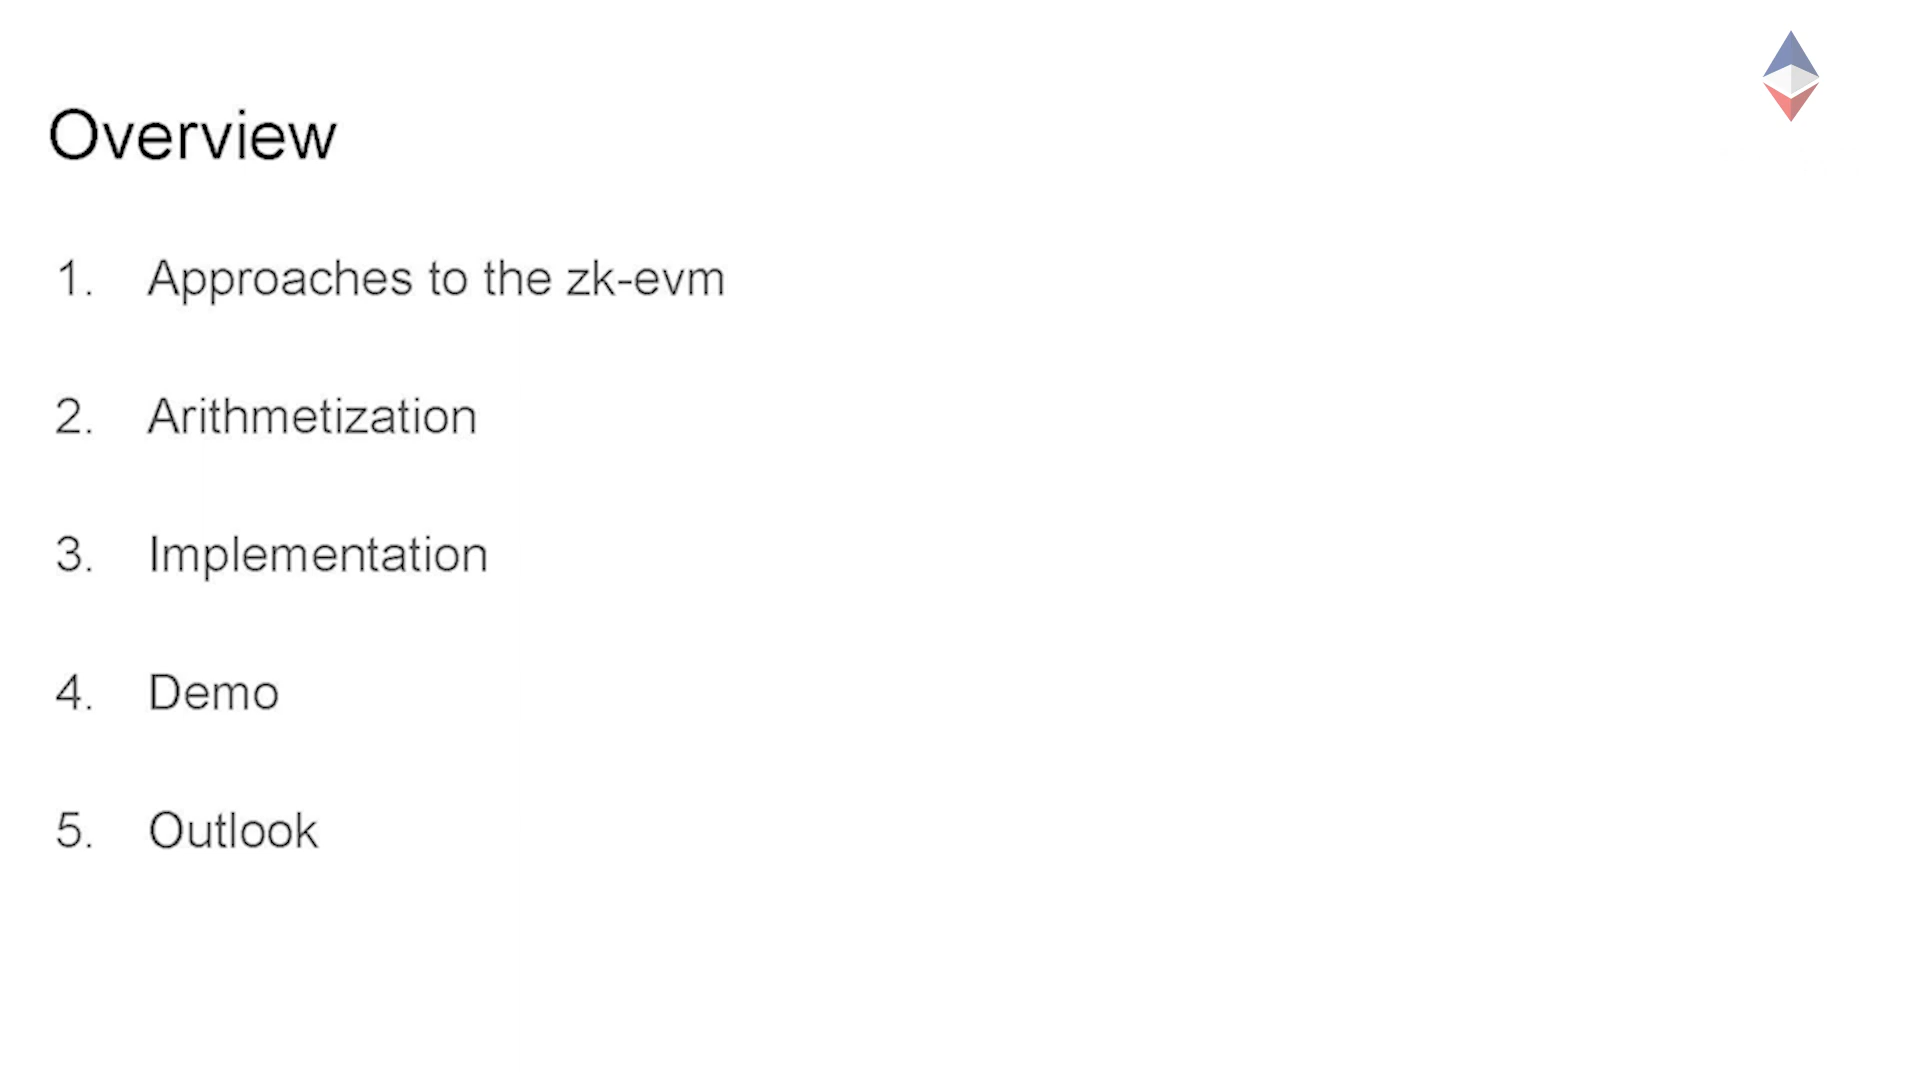 Overview
1. Approaches to the zk-evm
2. Arithmetization
3. Implementation
4. Demo
5. Outlook